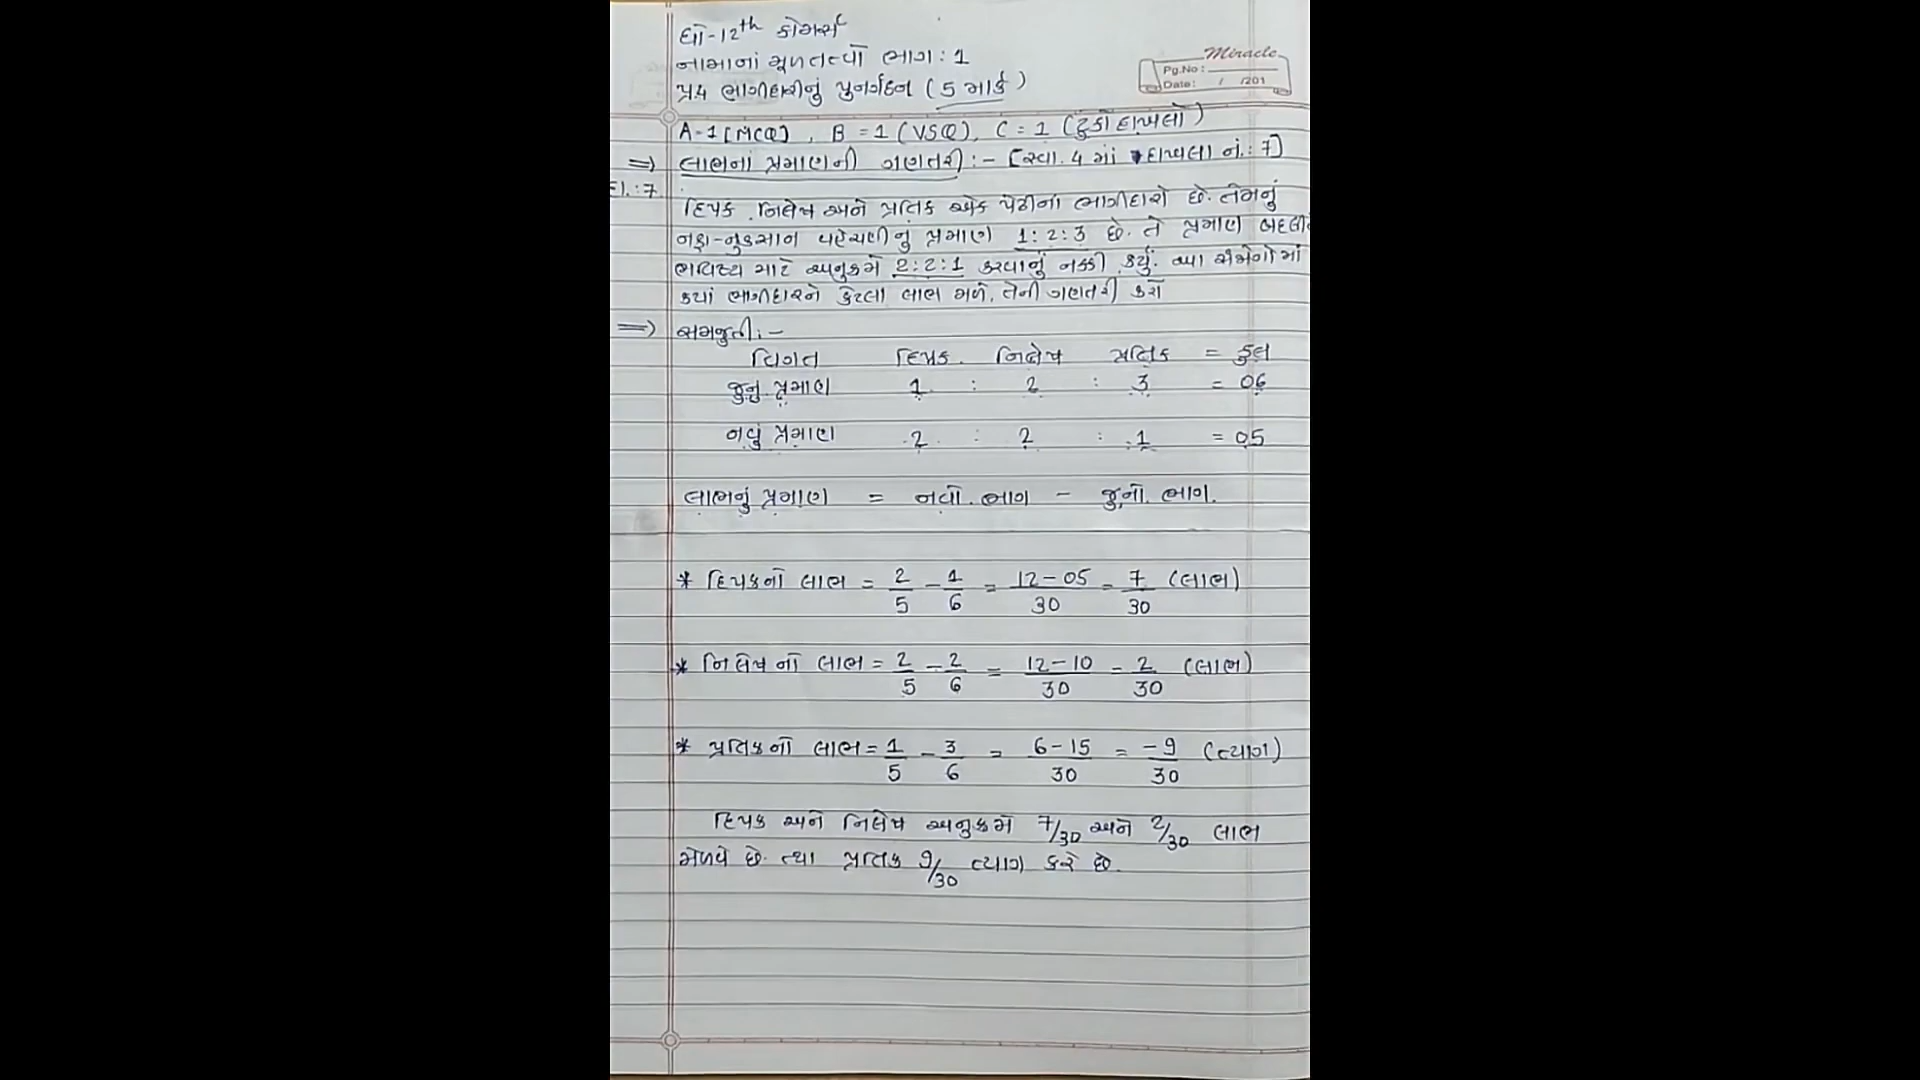 ધો-12th કોમર્સ
નામાનાં મૂળતત્વો ભાગ : 1
પ્ર.4 ભાગીદારીનું પુનર્ગઠન ( 5 માર્ક )
Miracle
Pg.No :
Date : / /201
A-1 [MCQ] , B = 1 (VSQ), C = 1 (ટુંકો દાખલો)
=> લાભનાં પ્રમાણની ગણતરી :- [સ્વા. 4 માં દાખલા નં. : 7]
દા. : 7
દિપક , નિલેષ અને પ્રતિક એક પેઢીનાં ભાગીદારો છે. તેમનું
નફા-નુકસાન વહેંચણીનું પ્રમાણ 1 : 2 : 3 છે. તે પ્રમાણ બદલી
ભવિષ્ય માટે અનુક્રમે 2 : 2 : 1 કરવાનું નક્કી કર્યું. આ સંજોગોમાં
કયાં ભાગીદારને કેટલો લાભ મળે, તેની ગણતરી કરો
=> સમજુતી :-
વિગત દિપક નિલેષ પ્રતિક = કુલ
જુનુ પ્રમાણ 1 : 2 : 3 = 06
નવું પ્રમાણ 2 : 2 : 1 = 05
લાભનું પ્રમાણ = નવો ભાગ - જુનો ભાગ.
* દિપકનો લાભ = 2/5 - 1/6 = 12-05/30 = 7/30 (લાભ)
* નિલેષ નો લાભ = 2/5 - 2/6 = 12-10/30 = 2/30 (લાભ)
* પ્રતિકનો લાભ = 1/5 - 3/6 = 6-15/30 = -9/30 (ત્યાગ)
દિપક અને નિલેષ અનુક્રમે 7/30 અને 2/30 લાભ
મેળવે છે. ત્થા પ્રતિક 9/30 ત્યાગ કરે છે.